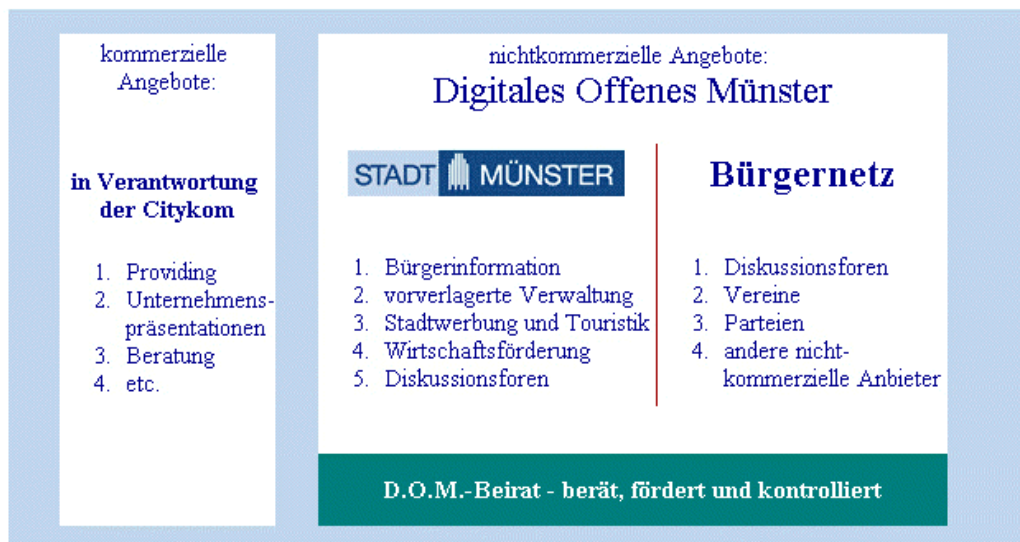 kommerzielle
Angebote:
in Verantwortung
der Citykom
1. Providing
2. Unternehmens-
präsentationen
3. Beratung
4. etc.
nichtkommerzielle Angebote:
Digitales Offenes Münster
STADT MÜNSTER
1. Bürgerinformation
2. vorverlagerte Verwaltung
3. Stadtwerbung und Touristik
4. Wirtschaftsförderung
5. Diskussionsforen
Bürgernetz
1. Diskussionsforen
2. Vereine
3. Parteien
4. andere nicht-
kommerzielle Anbieter
D.O.M.-Beirat - berät, fördert und kontrolliert